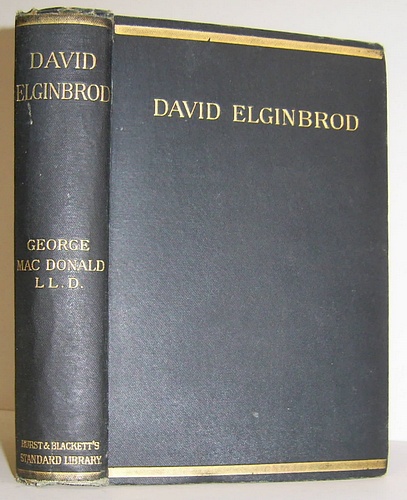 DAVID
ELGINBROD
GEORGE
MAC DONALD
LL.D.
HURST & BLACKETT'S
STANDARD LIBRARY
DAVID ELGINBROD